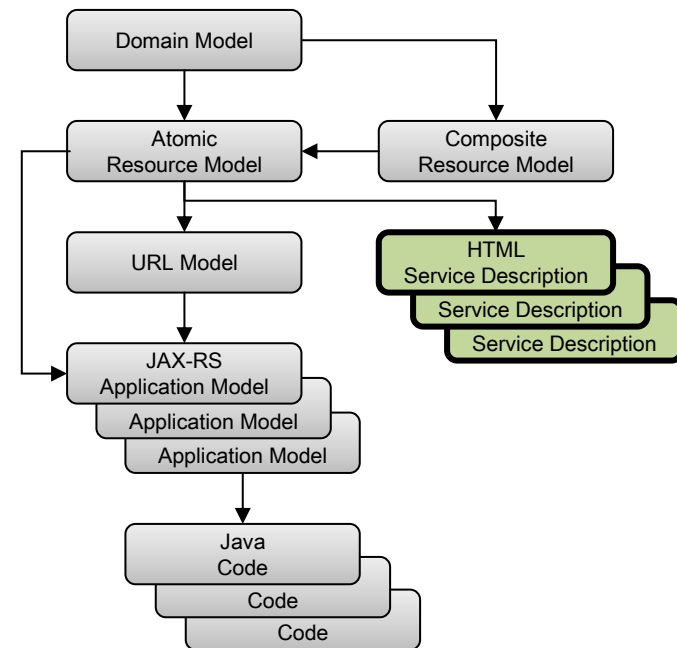 Domain Model
Atomic
Resource Model
Composite
Resource Model
URL Model
HTML
Service Description
Service Description
Service Description
JAX-RS
Application Model
Application Model
Application Model
Java
Code
Code
Code